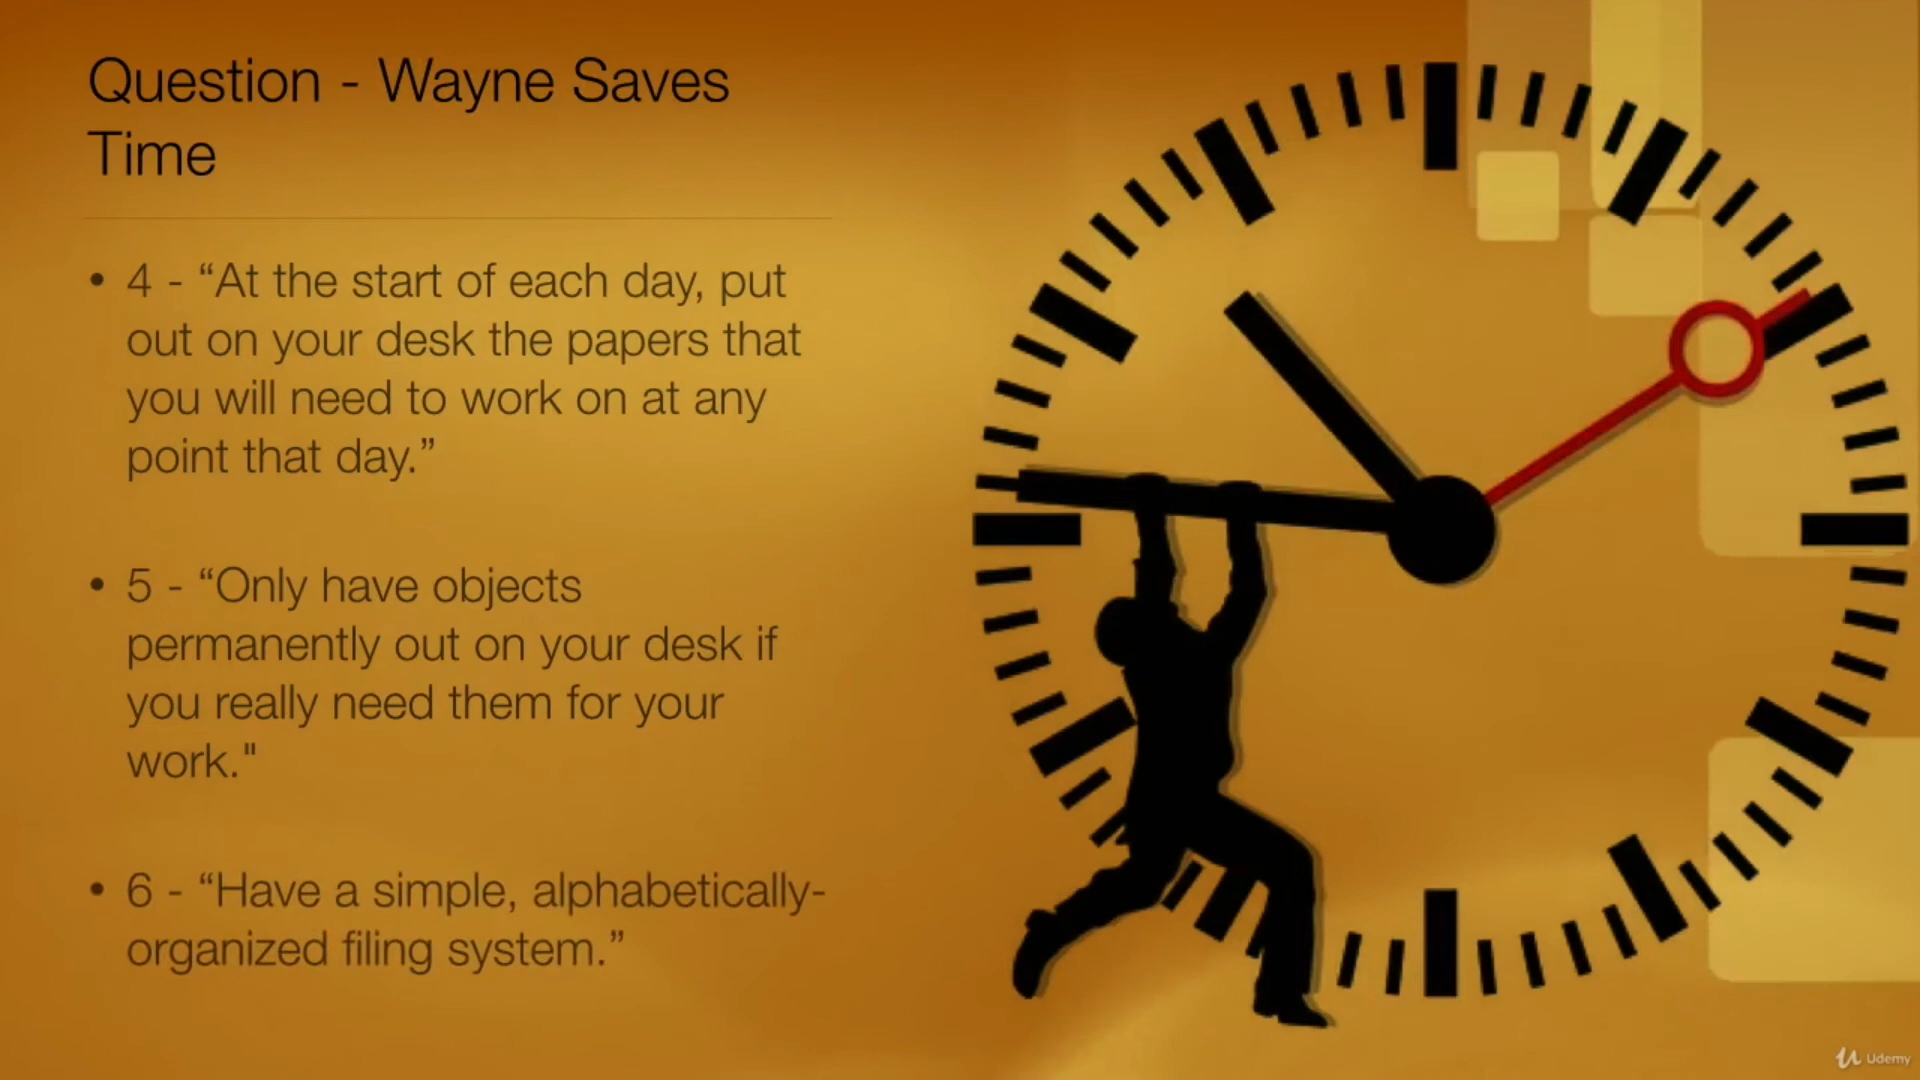 Question - Wayne Saves
Time
• 4 - “At the start of each day, put
out on your desk the papers that
you will need to work on at any
point that day.”
• 5 - “Only have objects
permanently out on your desk if
you really need them for your
work."
• 6 - “Have a simple, alphabetically-
organized filing system.”
Udemy